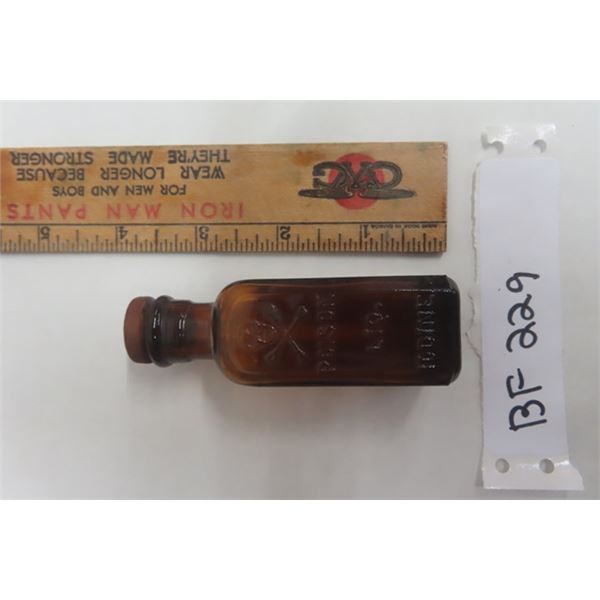 IRON MAN PANTS
FOR MEN AND BOYS
WEAR LONGER BECAUSE
THEY'RE MADE STRONGER
GWG
1 2 3 4 5
POISON
LIQ.
IODINE
BF 229